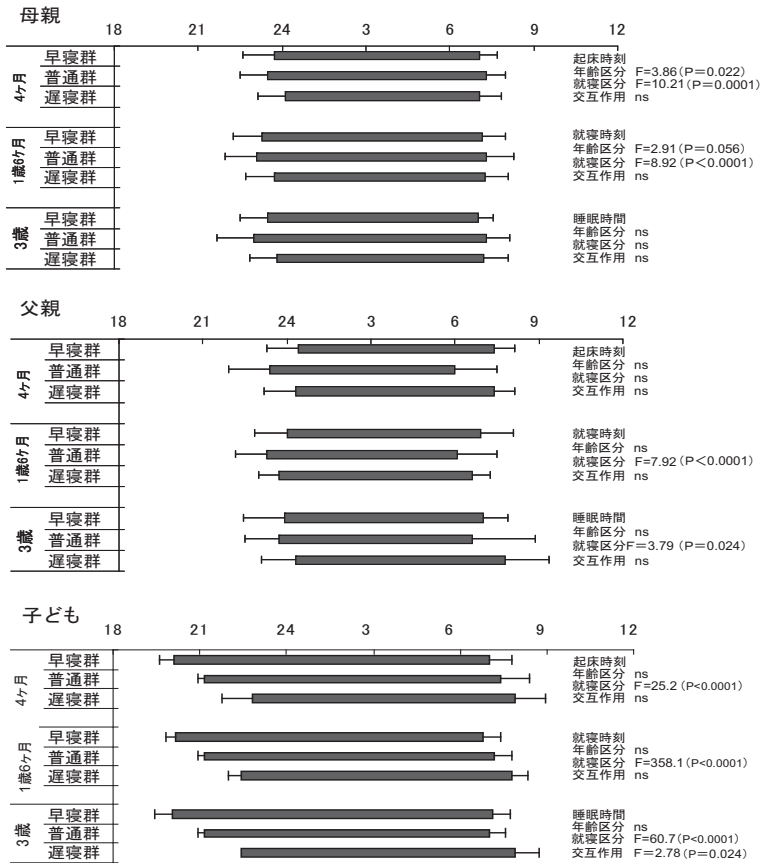 母親
18 21 24 3 6 9 12
4ケ月
早寝群
普通群
遅寝群
起床時刻
年齢区分 F=3.86(P=0.022)
就寝区分 F=10.21(P=0.0001)
交互作用 ns
1歳6ケ月
早寝群
普通群
遅寝群
就寝時刻
年齢区分 F=2.91(P=0.056)
就寝区分 F=8.92(P<0.0001)
交互作用 ns
3歳
早寝群
普通群
遅寝群
睡眠時間
年齢区分 ns
就寝区分 ns
交互作用 ns
父親
18 21 24 3 6 9 12
4ケ月
早寝群
普通群
遅寝群
起床時刻
年齢区分 ns
就寝区分 ns
交互作用 ns
1歳6ケ月
早寝群
普通群
遅寝群
就寝時刻
年齢区分 ns
就寝区分 F=7.92(P<0.0001)
交互作用 ns
3歳
早寝群
普通群
遅寝群
睡眠時間
年齢区分 ns
就寝区分F=3.79(P=0.024)
交互作用 ns
子ども
18 21 24 3 6 9 12
4ケ月
早寝群
普通群
遅寝群
起床時刻
年齢区分 ns
就寝区分 F=25.2(P<0.0001)
交互作用 ns
1歳6ケ月
早寝群
普通群
遅寝群
就寝時刻
年齢区分 ns
就寝区分 F=358.1(P<0.0001)
交互作用 ns
3歳
早寝群
普通群
遅寝群
睡眠時間
年齢区分 ns
就寝区分 F=60.7(P<0.0001)
交互作用 F=2.78(P=0.024)